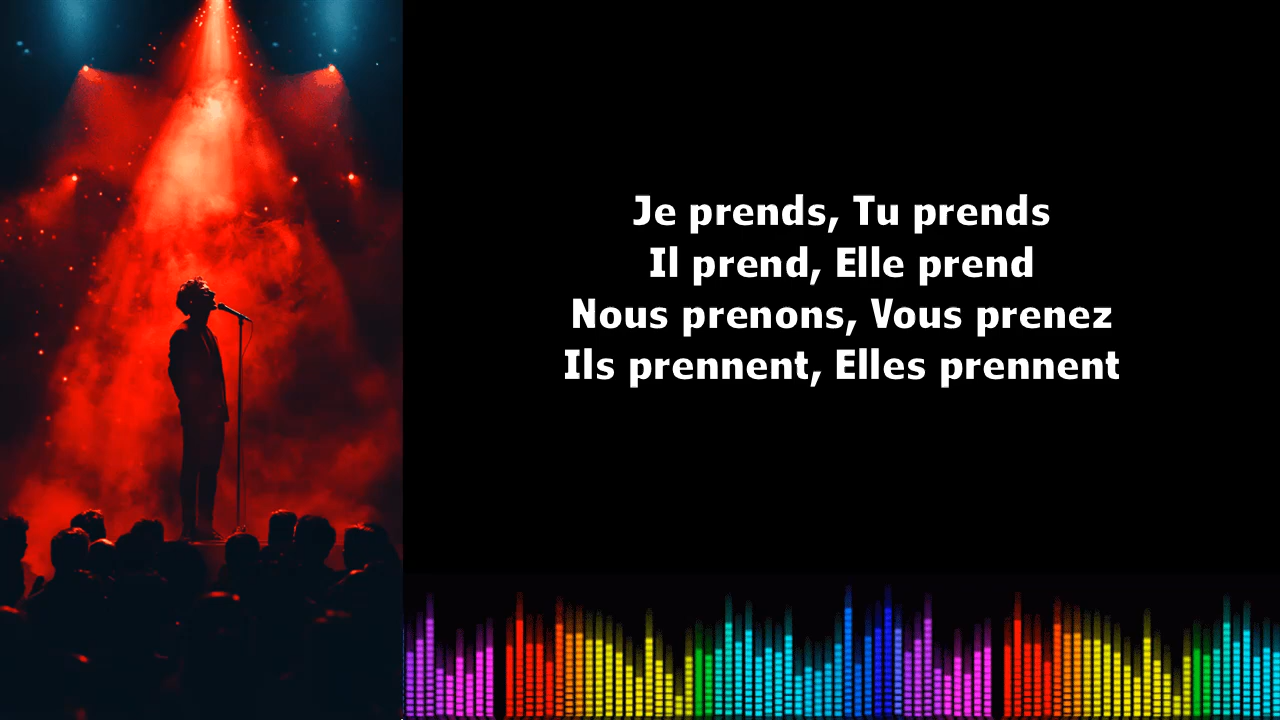 Je prends, Tu prends
Il prend, Elle prend
Nous prenons, Vous prenez
Ils prennent, Elles prennent